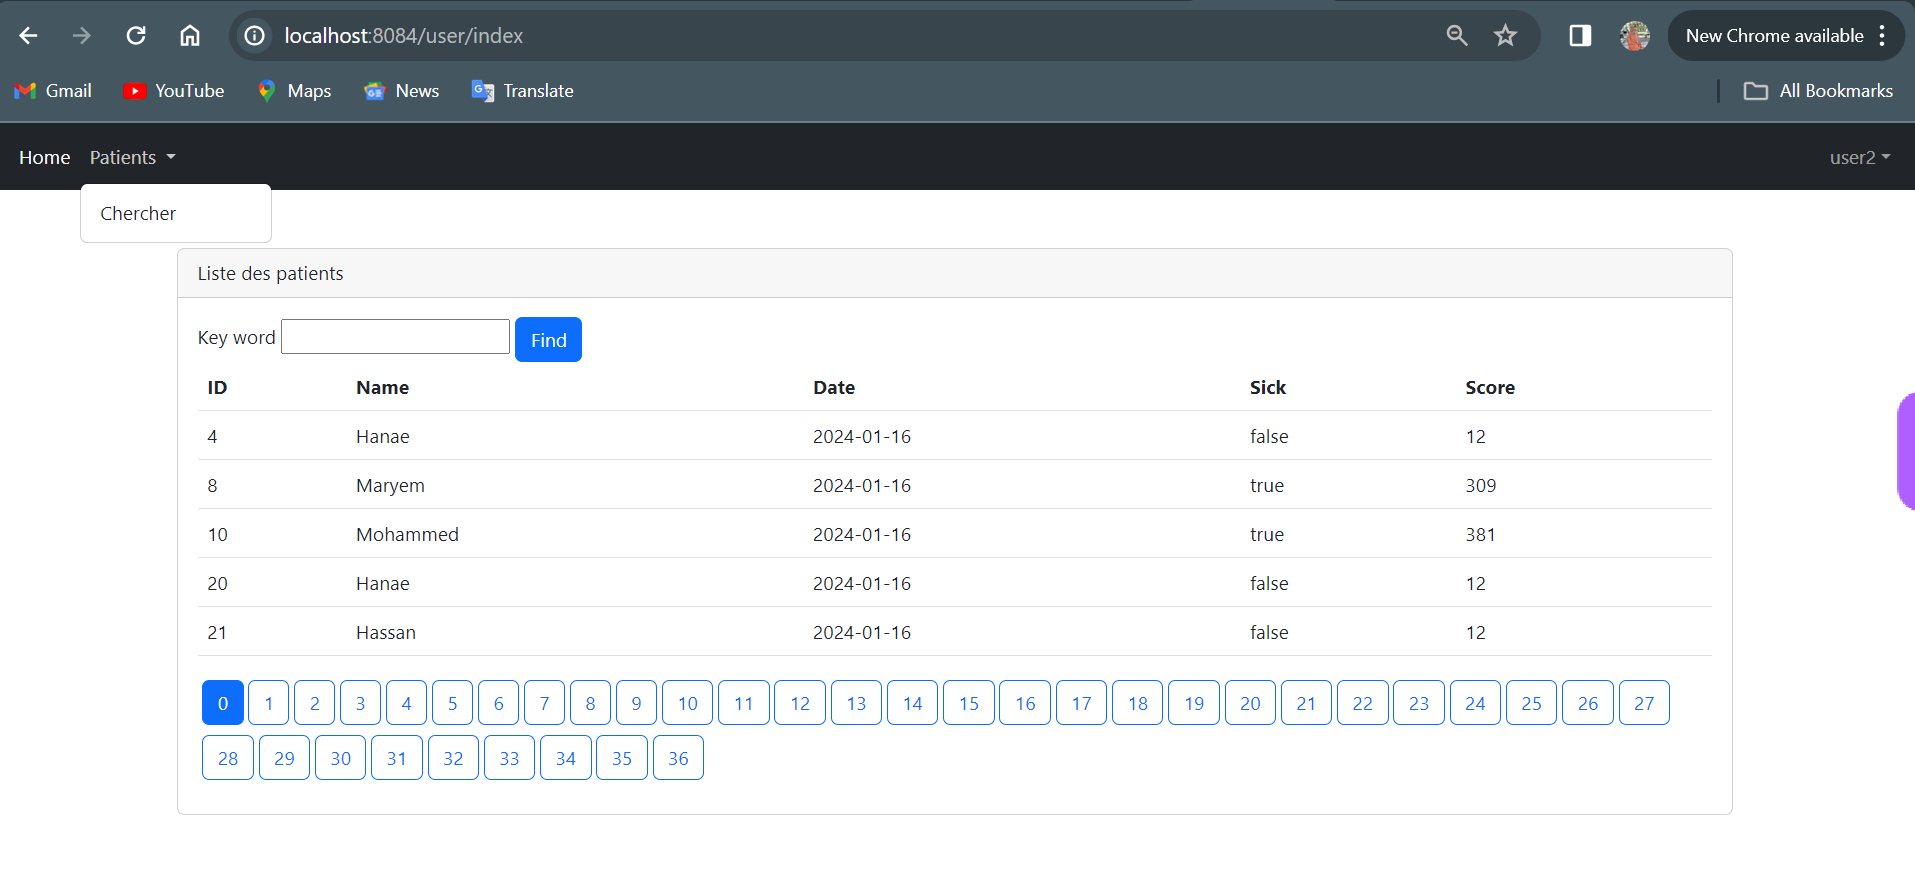 localhost:8084/user/index
New Chrome available
Gmail YouTube Maps News Translate All Bookmarks
Home Patients user2
Chercher
Liste des patients
Key word Find
ID Name Date Sick Score
4 Hanae 2024-01-16 false 12
8 Maryem 2024-01-16 true 309
10 Mohammed 2024-01-16 true 381
20 Hanae 2024-01-16 false 12
21 Hassan 2024-01-16 false 12
0 1 2 3 4 5 6 7 8 9 10 11 12 13 14 15 16 17 18 19 20 21 22 23 24 25 26 27
28 29 30 31 32 33 34 35 36